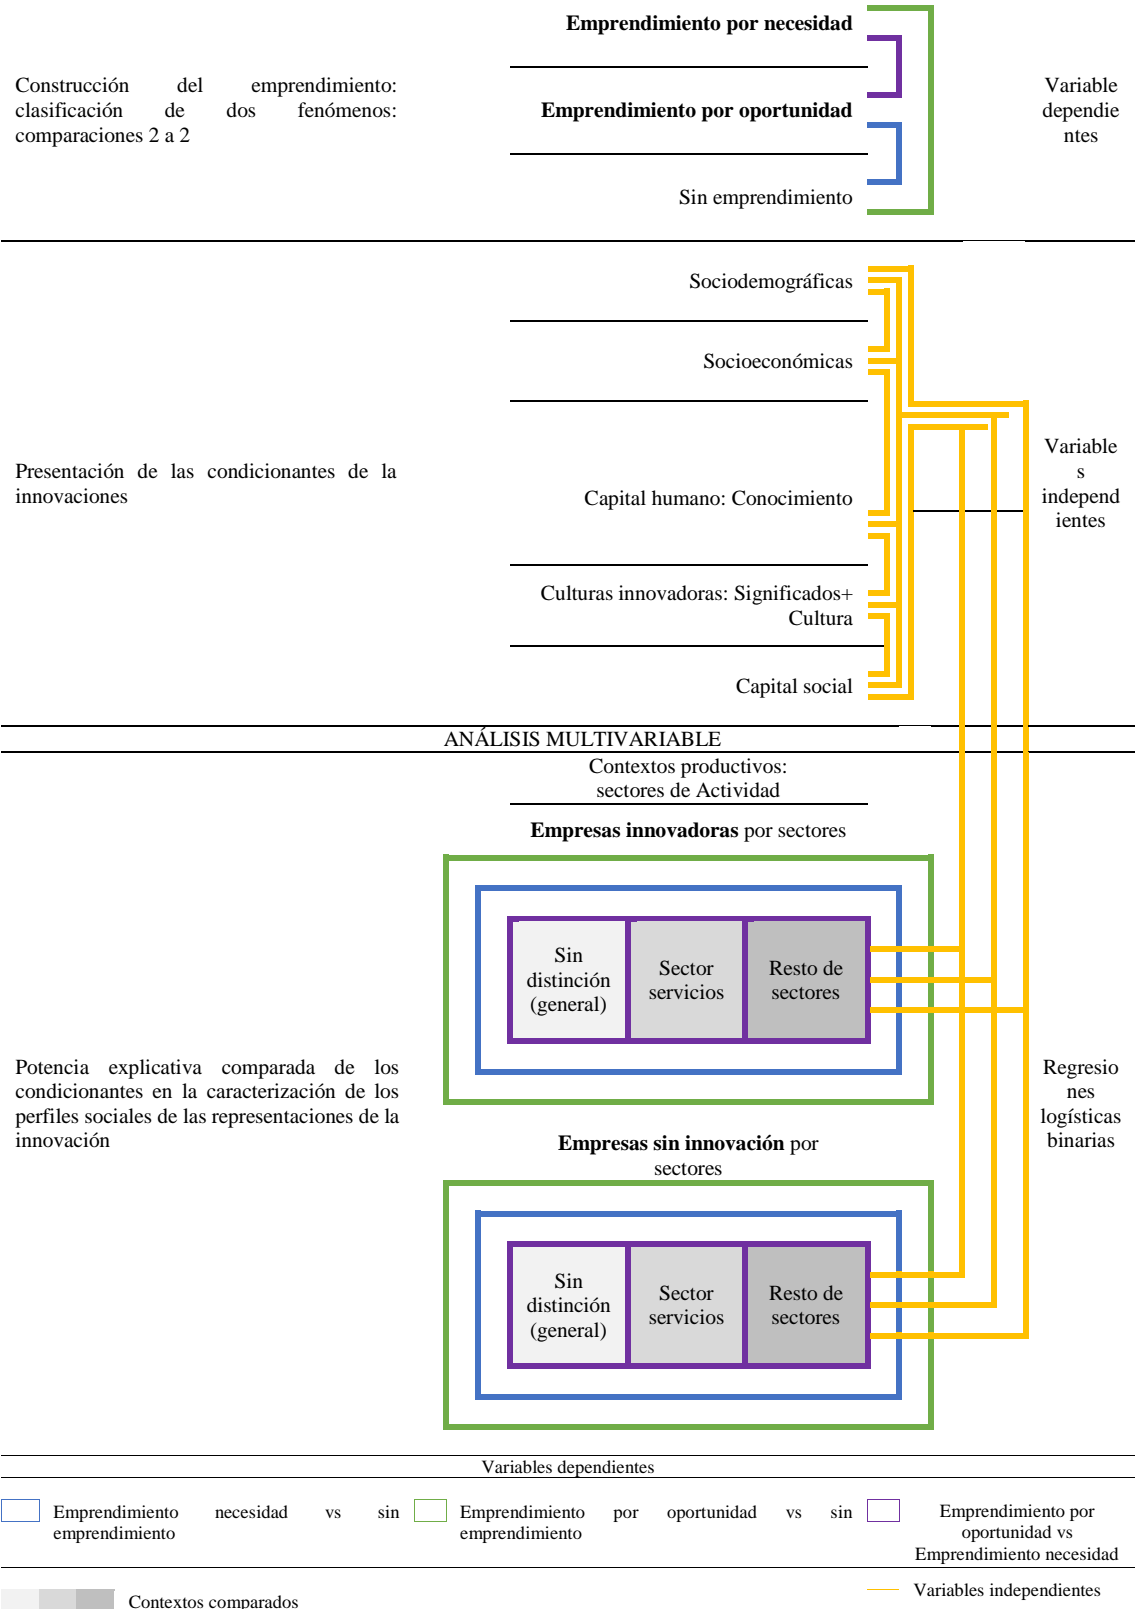 Emprendimiento por necesidad
Construcción del emprendimiento:
clasificación de dos fenómenos:
comparaciones 2 a 2
Emprendimiento por oportunidad
Sin emprendimiento
Variable
dependie
ntes
Sociodemográficas
Socioeconómicas
Presentación de las condicionantes de la
innovaciones
Capital humano: Conocimiento
Culturas innovadoras: Significados+
Cultura
Capital social
Variable
s
independ
ientes
ANÁLISIS MULTIVARIABLE
Contextos productivos:
sectores de Actividad
Empresas innovadoras por sectores
Sin
distinción
(general)
Sector
servicios
Resto de
sectores
Potencia explicativa comparada de los
condicionantes en la caracterización de los
perfiles sociales de las representaciones de la
innovación
Regresio
nes
logísticas
binarias
Empresas sin innovación por
sectores
Sin
distinción
(general)
Sector
servicios
Resto de
sectores
Variables dependientes
Emprendimiento necesidad vs sin
emprendimiento
Emprendimiento por oportunidad vs sin
emprendimiento
Emprendimiento por
oportunidad vs
Emprendimiento necesidad
Contextos comparados
Variables independientes